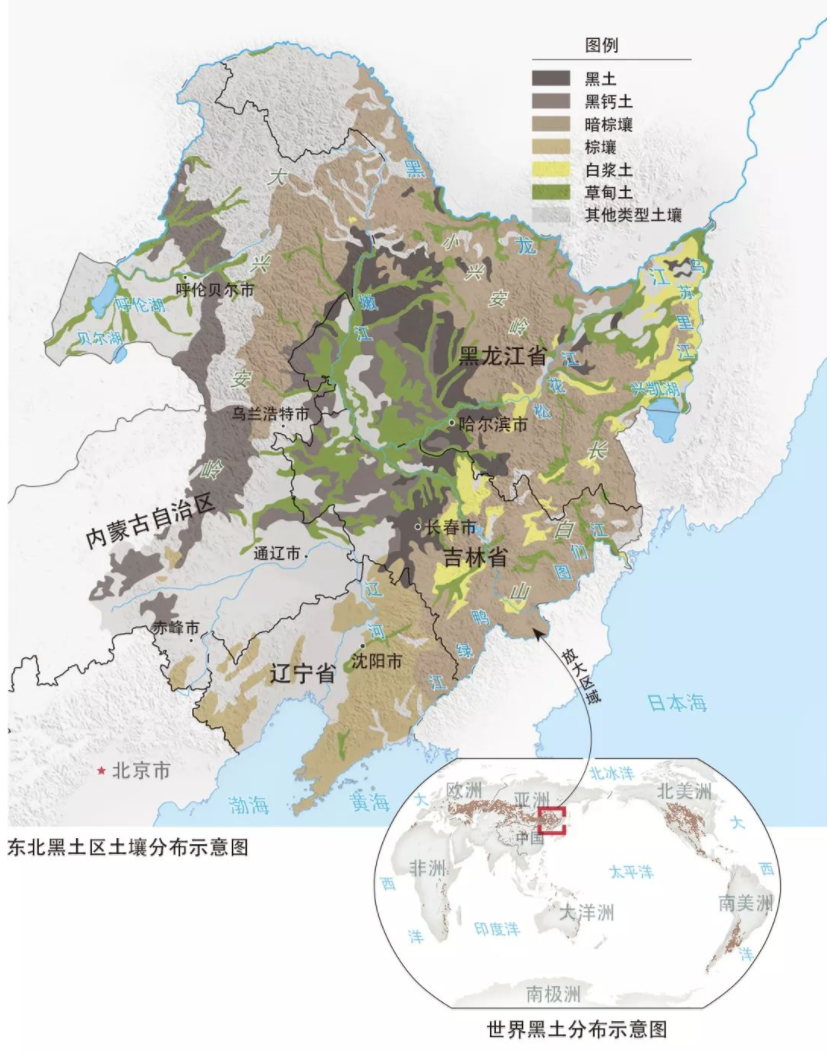 图例
黑土
黑钙土
暗棕壤
棕壤
白浆土
草甸土
其他类型土壤
大
兴
安
岭
黑
龙
江
小
兴
安
岭
乌
苏
里
江
呼伦贝尔市
呼伦湖
贝尔湖
嫩
江
黑龙江省
兴凯湖
乌兰浩特市
哈尔滨市
松
花
江
长
白
山
内蒙古自治区
长春市
吉林省
通辽市
图
们
江
辽
河
鸭
绿
江
赤峰市
沈阳市
辽宁省
放大区域
日本海
北京市
渤海
黄海
东北黑土区土壤分布示意图
北冰洋
欧洲
亚洲
北美洲
中国
大
西
洋
大
西
洋
非洲
太平洋
大洋洲
南美洲
印度洋
南极洲
世界黑土分布示意图